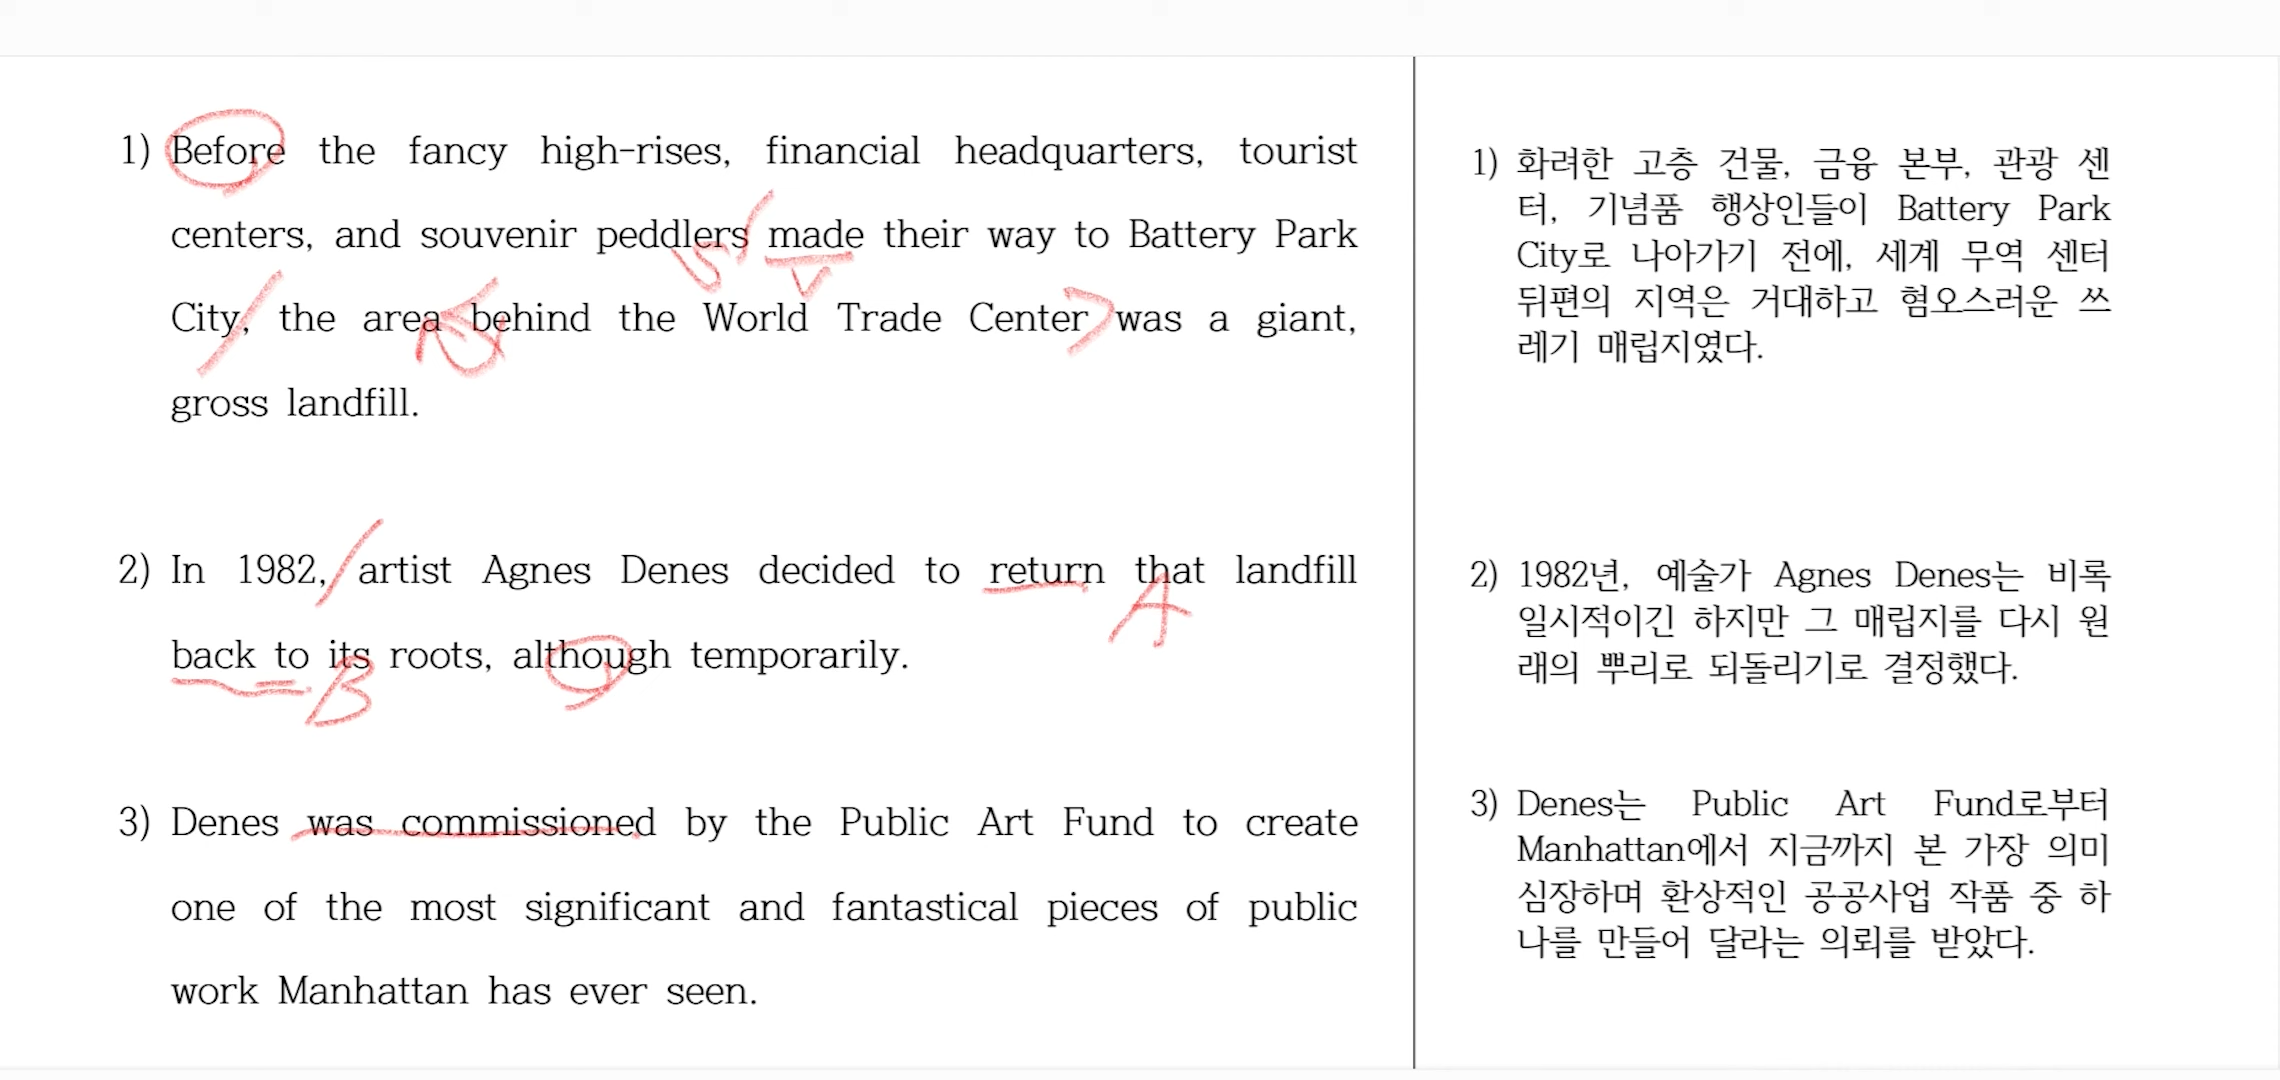 1) Before the fancy high-rises, financial headquarters, tourist
centers, and souvenir peddlers made their way to Battery Park
S
V
City, the area behind the World Trade Center was a giant,
gross landfill.
2) In 1982, artist Agnes Denes decided to return that landfill
A
back to its roots, although temporarily.
B
3) Denes was commissioned by the Public Art Fund to create
one of the most significant and fantastical pieces of public
work Manhattan has ever seen.
1) 화려한 고층 건물, 금융 본부, 관광 센
터, 기념품 행상인들이 Battery Park
City로 나아가기 전에, 세계 무역 센터
뒤편의 지역은 거대하고 혐오스러운 쓰
레기 매립지였다.
2) 1982년, 예술가 Agnes Denes는 비록
일시적이긴 하지만 그 매립지를 다시 원
래의 뿌리로 되돌리기로 결정했다.
3) Denes는 Public Art Fund로부터
Manhattan에서 지금까지 본 가장 의미
심장하며 환상적인 공공사업 작품 중 하
나를 만들어 달라는 의뢰를 받았다.